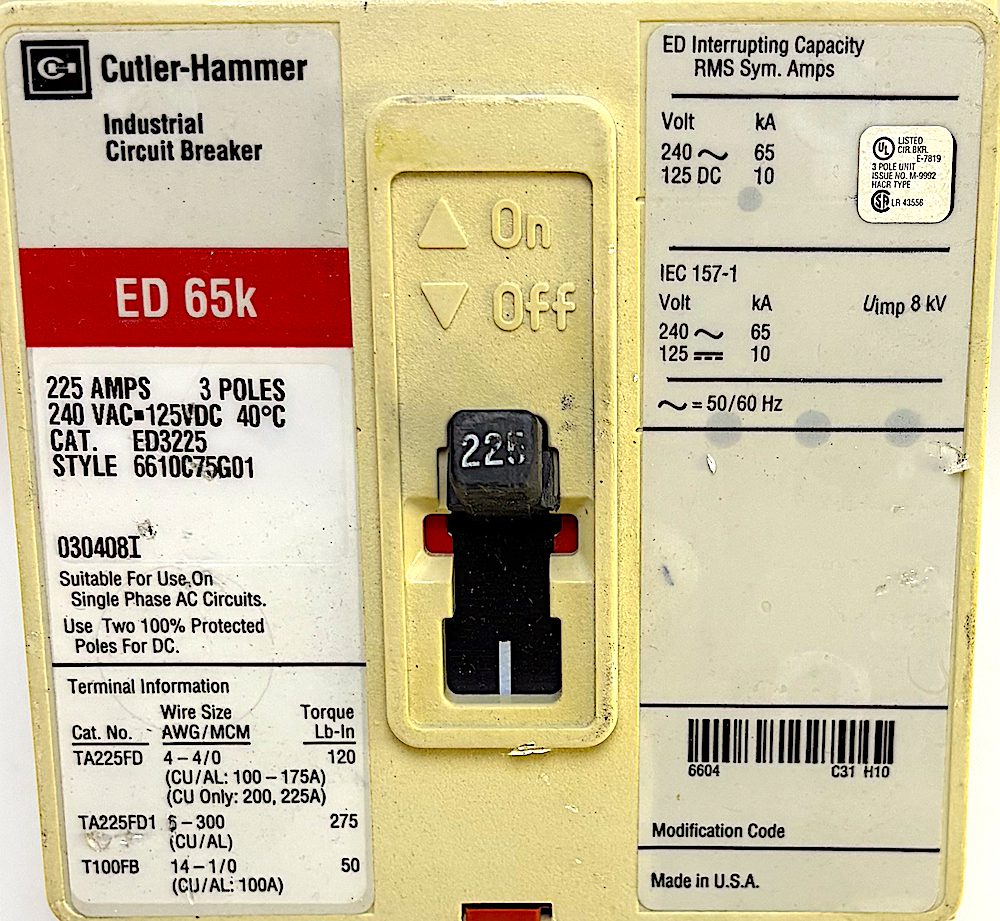 Cutler-Hammer
Industrial
Circuit Breaker
ED 65k
225 AMPS 3 POLES
240 VAC▪125VDC 40°C
CAT. ED3225
STYLE 6610C75G01
030408I
Suitable For Use On
Single Phase AC Circuits.
Use Two 100% Protected
Poles For DC.
Terminal Information
Wire Size Torque
Cat. No. AWG/MCM Lb-In
TA225FD 4–4/0 120
(CU/AL: 100–175A)
(CU Only: 200, 225A)
TA225FD1 6–300 275
(CU/AL)
T100FB 14–1/0 50
(CU/AL: 100A)
On
Off
225
ED Interrupting Capacity
RMS Sym. Amps
Volt kA
240 ~ 65
125 DC 10
UL LISTED
CIR.BKR.
E-7819
3 POLE UNIT
ISSUE NO. M-9992
HACR TYPE
SA LR 43556
IEC 157-1
Volt kA Uimp 8 kV
240 ~ 65
125 ⎓ 10
~ = 50/60 Hz
6604 C31 H10
Modification Code
Made in U.S.A.